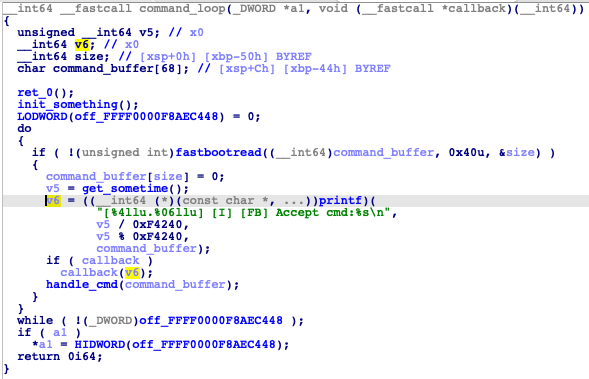 __int64 __fastcall command_loop(_DWORD *a1, void (__fastcall *callback)(__int64))
{
unsigned __int64 v5; // x0
__int64 v6; // x0
__int64 size; // [xsp+0h] [xbp-50h] BYREF
char command_buffer[68]; // [xsp+Ch] [xbp-44h] BYREF
ret_0();
init_something();
LODWORD(off_FFFF0000F8AEC448) = 0;
do
{
if ( !(unsigned int)fastbootread((__int64)command_buffer, 0x40u, &size) )
{
command_buffer[size] = 0;
v5 = get_sometime();
v6 = ((__int64 (*)(const char *, ...))printf)(
"[%4llu.%06llu] [I] [FB] Accept cmd:%s\n",
v5 / 0xF4240,
v5 % 0xF4240,
command_buffer);
if ( callback )
callback(v6);
handle_cmd(command_buffer);
}
}
while ( !(_DWORD)off_FFFF0000F8AEC448 );
if ( a1 )
*a1 = HIDWORD(off_FFFF0000F8AEC448);
return 0i64;
}